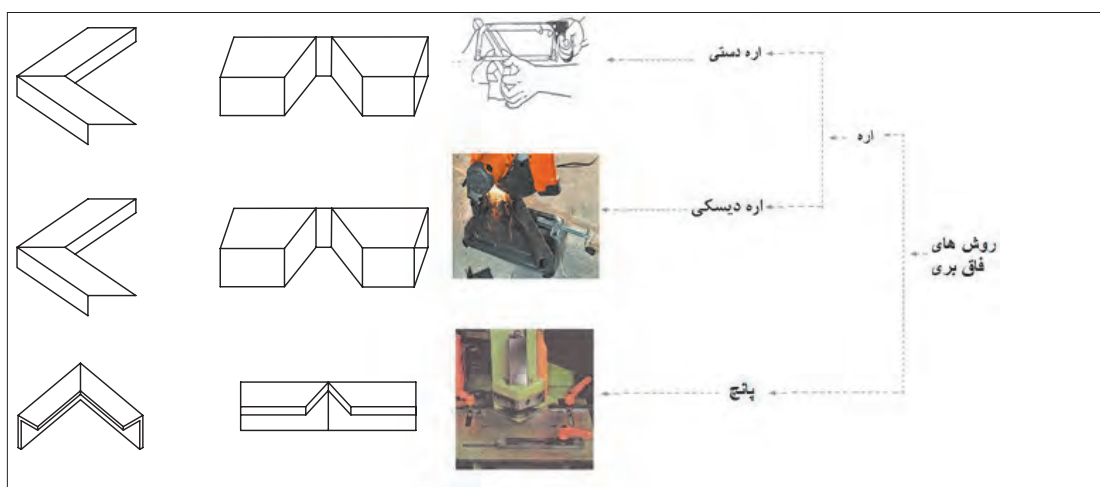 روش های
فاق بری
اره
اره دستی
اره دیسکی
پانچ